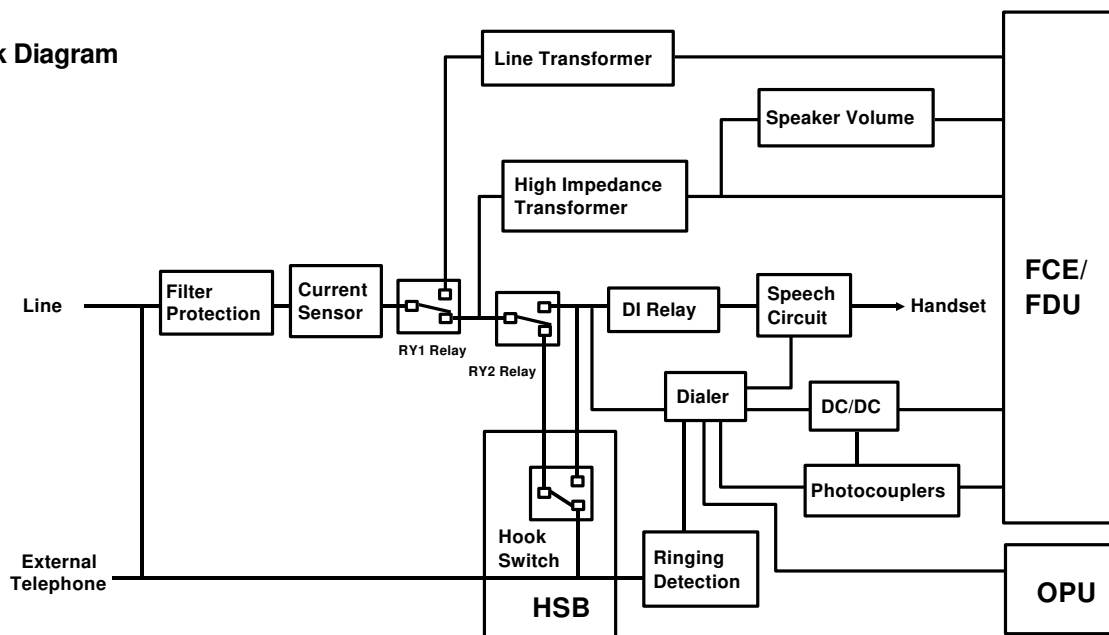 k Diagram
Line Transformer
Speaker Volume
High Impedance
Transformer
FCE/
FDU
Line
Filter
Protection
Current
Sensor
RY1 Relay
RY2 Relay
DI Relay
Speech
Circuit
Handset
Dialer
DC/DC
Photocouplers
Hook
Switch
HSB
External
Telephone
Ringing
Detection
OPU